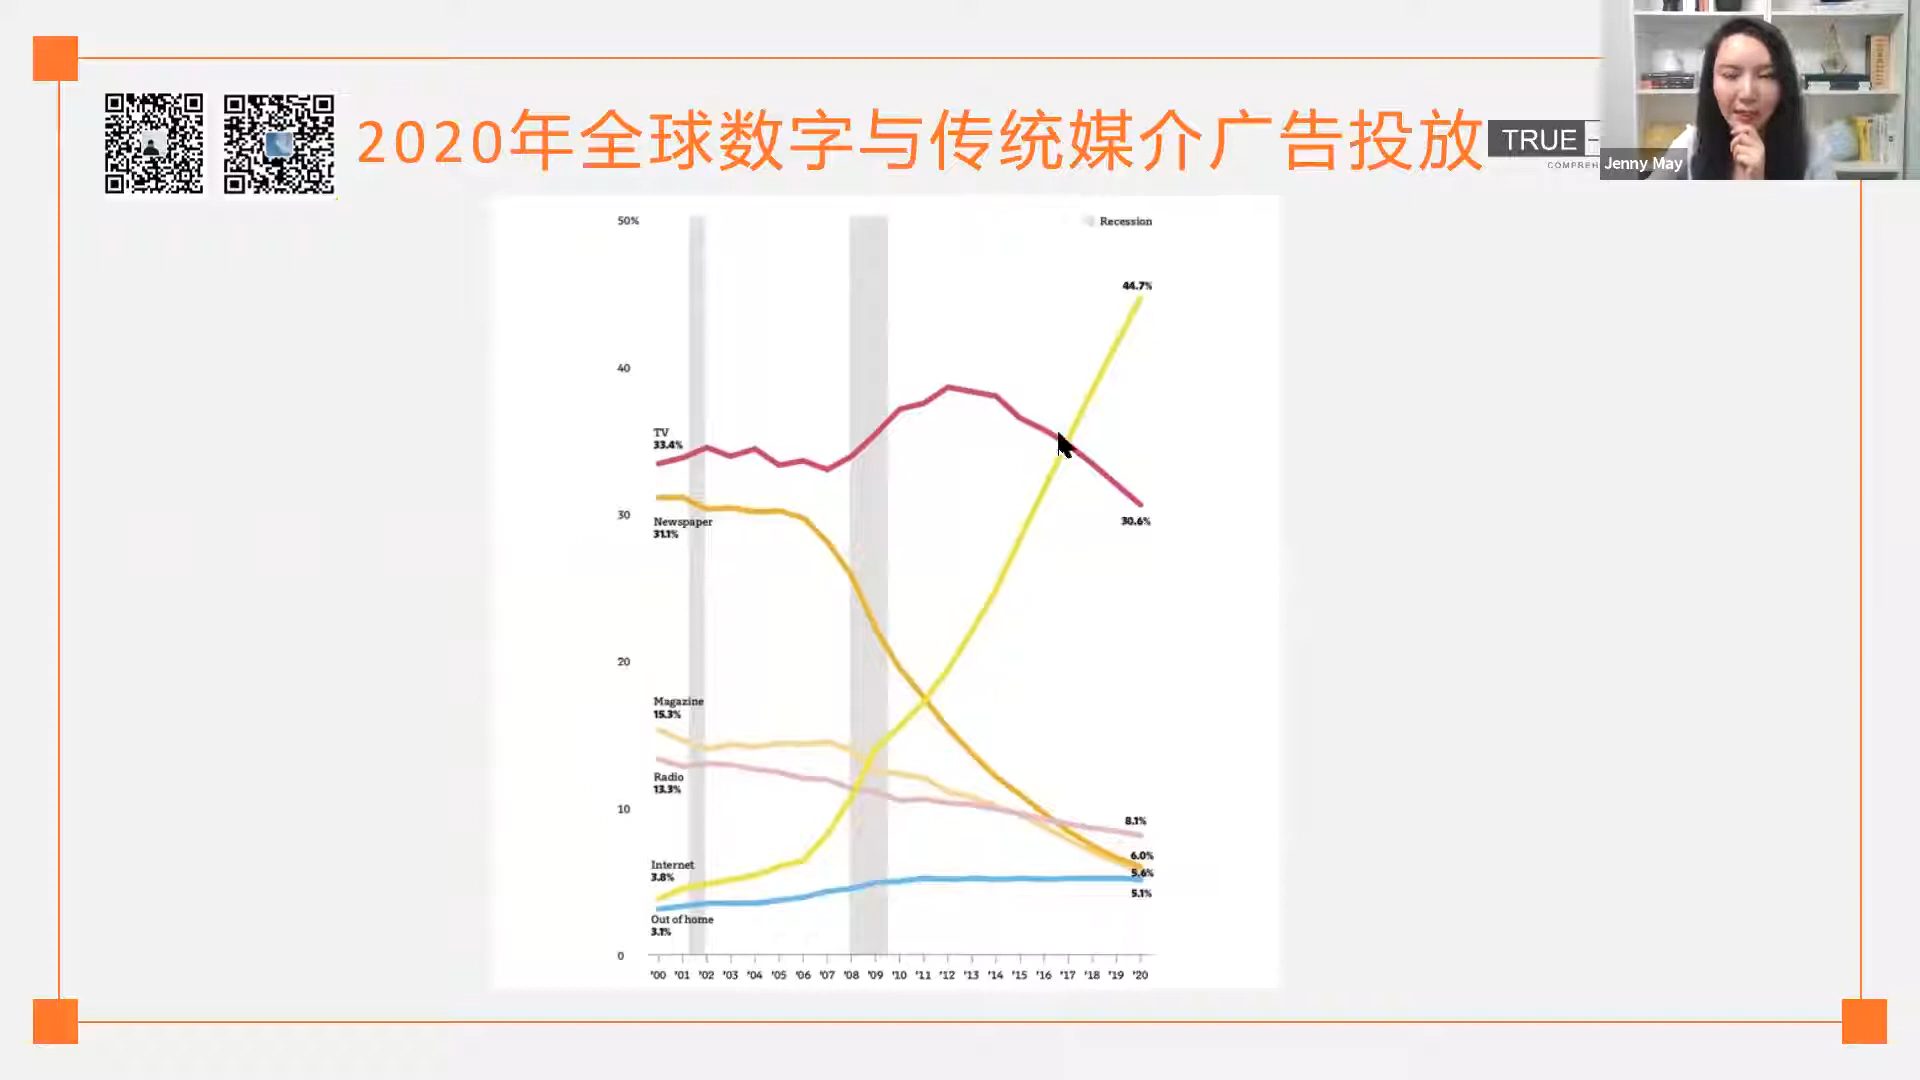 2020年全球数字与传统媒介广告投放
TRUE
COMPREH
Jenny May
50%
Recession
44.7%
40
TV
33.4%
30
Newspaper
31.1%
30.6%
20
Magazine
15.3%
Radio
13.3%
10
8.1%
6.0%
Internet
3.8%
5.6%
5.1%
Out of home
3.1%
0
'00 '01 '02 '03 '04 '05 '06 '07 '08 '09 '10 '11 '12 '13 '14 '15 '16 '17 '18 '19 '20